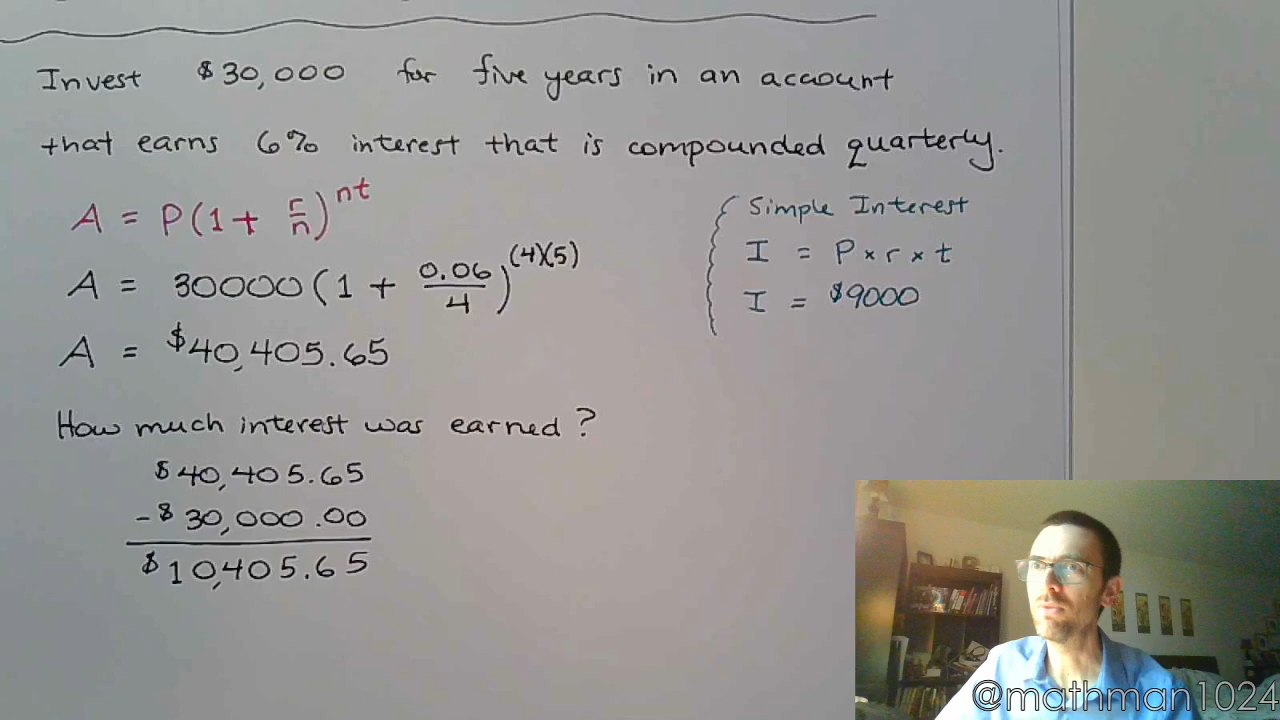 Invest $30,000 for five years in an account
that earns 6% interest that is compounded quarterly.
A = P(1 + r/n)^nt
A = 30000(1 + 0.06/4)^(4)(5)
A = $40,405.65
Simple Interest
I = P × r × t
I = $9000
How much interest was earned?
$40,405.65
- $30,000.00
$10,405.65
@mathman1024